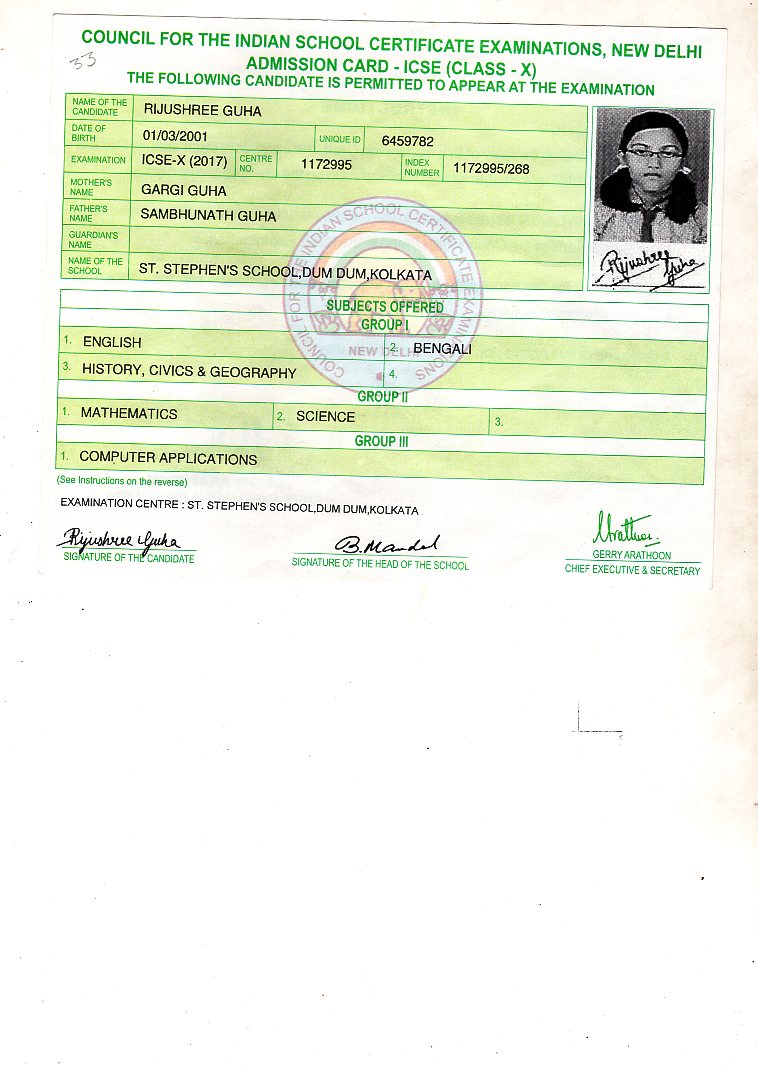 COUNCIL FOR THE INDIAN SCHOOL CERTIFICATE EXAMINATIONS, NEW DELHI
33
ADMISSION CARD - ICSE (CLASS - X)
THE FOLLOWING CANDIDATE IS PERMITTED TO APPEAR AT THE EXAMINATION
NAME OF THE CANDIDATE RIJUSHREE GUHA
DATE OF BIRTH 01/03/2001 UNIQUE ID 6459782
EXAMINATION ICSE-X (2017) CENTRE NO. 1172995 INDEX NUMBER 1172995/268
MOTHER'S NAME GARGI GUHA
FATHER'S NAME SAMBHUNATH GUHA
GUARDIAN'S NAME
NAME OF THE SCHOOL ST. STEPHEN'S SCHOOL,DUM DUM,KOLKATA
Rijushree Guha
COUNCIL FOR THE INDIAN SCHOOL CERTIFICATE EXAMINATIONS
NEW DELHI
SUBJECTS OFFERED
GROUP I
1. ENGLISH 2. BENGALI
3. HISTORY, CIVICS & GEOGRAPHY 4.
GROUP II
1. MATHEMATICS 2. SCIENCE 3.
GROUP III
1. COMPUTER APPLICATIONS
(See Instructions on the reverse)
EXAMINATION CENTRE : ST. STEPHEN'S SCHOOL,DUM DUM,KOLKATA
Rijushree Guha B. Mandal
SIGNATURE OF THE CANDIDATE SIGNATURE OF THE HEAD OF THE SCHOOL GERRY ARATHOON
CHIEF EXECUTIVE & SECRETARY